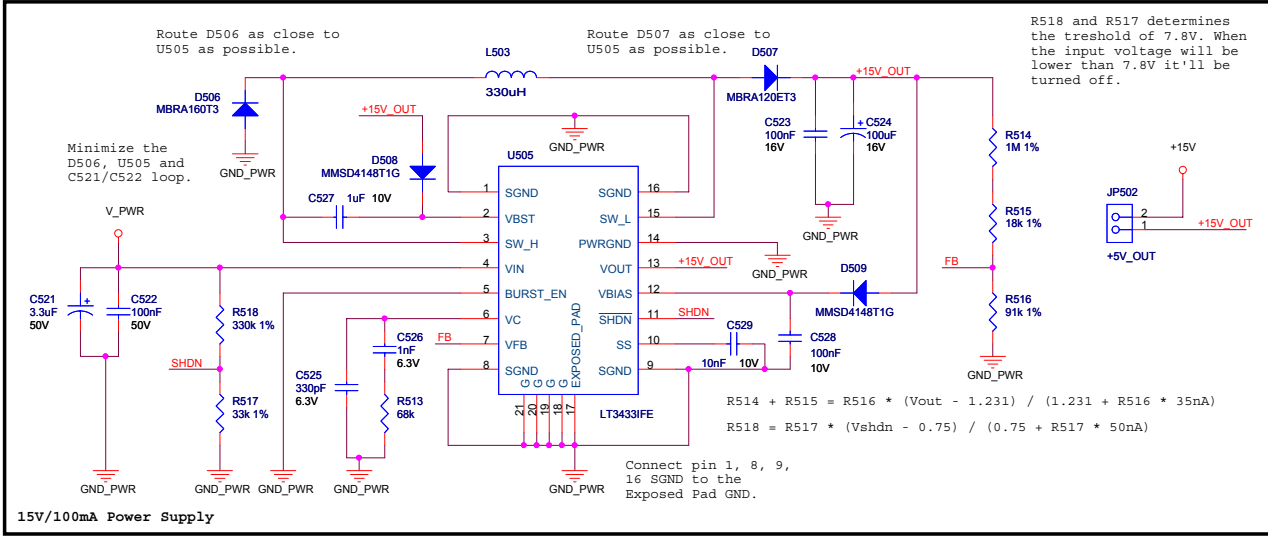 Route D506 as close to
U505 as possible.
Route D507 as close to
U505 as possible.
R518 and R517 determines
the treshold of 7.8V. When
the input voltage will be
lower than 7.8V it'll be
turned off.
L503
330uH
D507
MBRA120ET3
+15V_OUT
D506
MBRA160T3
GND_PWR
+15V_OUT
D508
MMSD4148T1G
C527
1uF
10V
GND_PWR
C523
100nF
16V
C524
100uF
16V
GND_PWR
R514
1M 1%
R515
18k 1%
FB
R516
91k 1%
GND_PWR
+15V
JP502
2
1
+15V_OUT
+5V_OUT
Minimize the
D506, U505 and
C521/C522 loop.
V_PWR
C521
3.3uF
50V
C522
100nF
50V
R518
330k 1%
SHDN
R517
33k 1%
GND_PWR
GND_PWR
GND_PWR
GND_PWR
U505
1 SGND
2 VBST
3 SW_H
4 VIN
5 BURST_EN
6 VC
7 VFB
8 SGND
SGND 16
SW_L 15
PWRGND 14
VOUT 13
VBIAS 12
SHDN 11
SS 10
SGND 9
EXPOSED_PAD
G G G G
21 20 19 18 17
LT3433IFE
FB
C526
1nF
6.3V
C525
330pF
6.3V
R513
68k
GND_PWR
+15V_OUT
D509
MMSD4148T1G
SHDN
C529
10nF
10V
C528
100nF
10V
GND_PWR
R514 + R515 = R516 * (Vout - 1.231) / (1.231 + R516 * 35nA)
R518 = R517 * (Vshdn - 0.75) / (0.75 + R517 * 50nA)
Connect pin 1, 8, 9,
16 SGND to the
Exposed Pad GND.
15V/100mA Power Supply